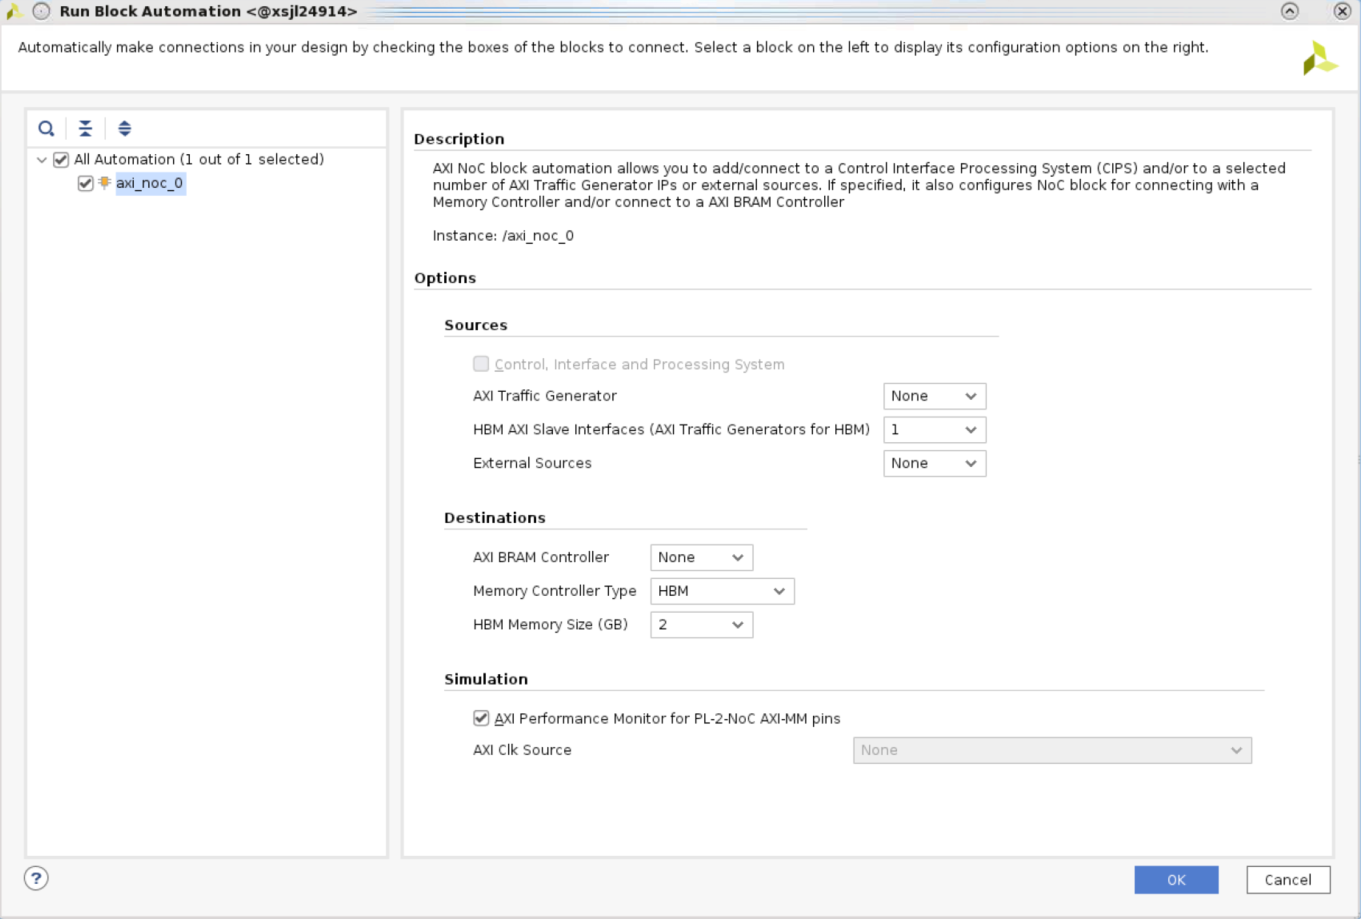 Run Block Automation <@xsjl24914>
Automatically make connections in your design by checking the boxes of the blocks to connect. Select a block on the left to display its configuration options on the right.
All Automation (1 out of 1 selected)
axi_noc_0
Description
AXI NoC block automation allows you to add/connect to a Control Interface Processing System (CIPS) and/or to a selected
number of AXI Traffic Generator IPs or external sources. If specified, it also configures NoC block for connecting with a
Memory Controller and/or connect to a AXI BRAM Controller
Instance: /axi_noc_0
Options
Sources
Control, Interface and Processing System
AXI Traffic Generator None
HBM AXI Slave Interfaces (AXI Traffic Generators for HBM) 1
External Sources None
Destinations
AXI BRAM Controller None
Memory Controller Type HBM
HBM Memory Size (GB) 2
Simulation
AXI Performance Monitor for PL-2-NoC AXI-MM pins
AXI Clk Source None
? OK Cancel